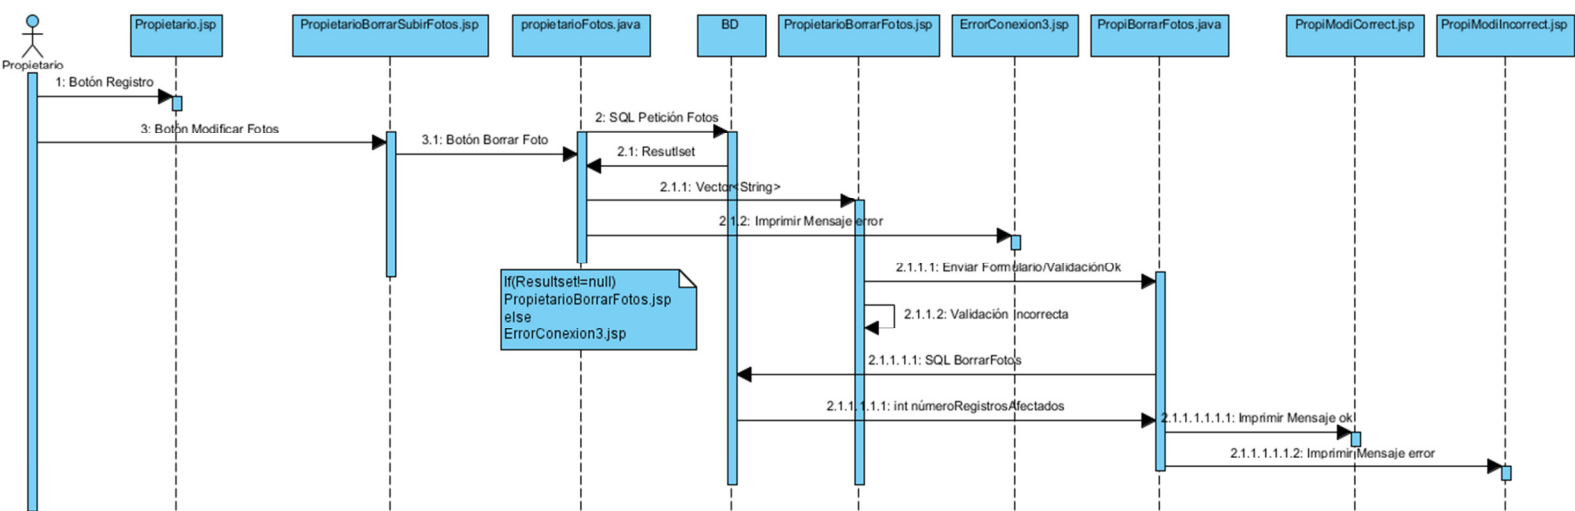 Propietario.jsp
PropietarioBorrarSubirFotos.jsp
propietarioFotos.java
BD
PropietarioBorrarFotos.jsp
ErrorConexion3.jsp
PropiBorrarFotos.java
PropiModiCorrect.jsp
PropiModiIncorrect.jsp
Propietario
1: Botón Registro
2: SQL Petición Fotos
3: Botón Modificar Fotos
3.1: Botón Borrar Foto
2.1: Resutlset
2.1.1: Vector<String>
2.1.2: Imprimir Mensaje error
2.1.1.1: Enviar Formulario/ValidaciónOk
If(Resultset!=null)
PropietarioBorrarFotos.jsp
else
ErrorConexion3.jsp
2.1.1.2: Validación Incorrecta
2.1.1.1.1: SQL BorrarFotos
2.1.1.1.1.1: int númeroRegistrosAfectados
2.1.1.1.1.1.1: Imprimir Mensaje ok
2.1.1.1.1.1.2: Imprimir Mensaje error